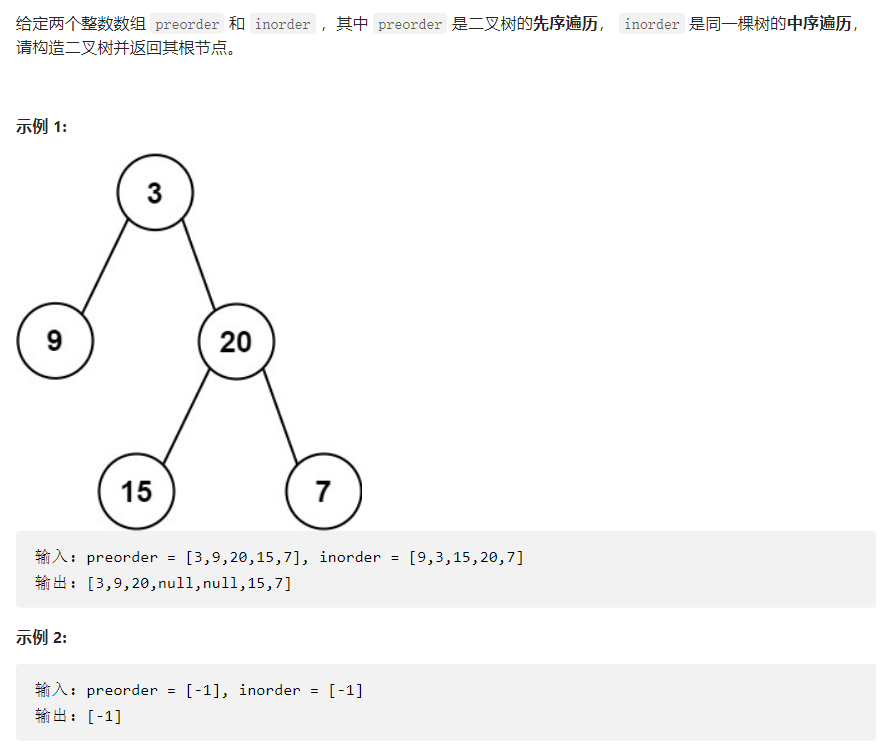 给定两个整数数组 preorder 和 inorder ，其中 preorder 是二叉树的先序遍历， inorder 是同一棵树的中序遍历，
请构造二叉树并返回其根节点。
示例 1:
3
9
20
15
7
输入：preorder = [3,9,20,15,7], inorder = [9,3,15,20,7]
输出：[3,9,20,null,null,15,7]
示例 2:
输入：preorder = [-1], inorder = [-1]
输出：[-1]